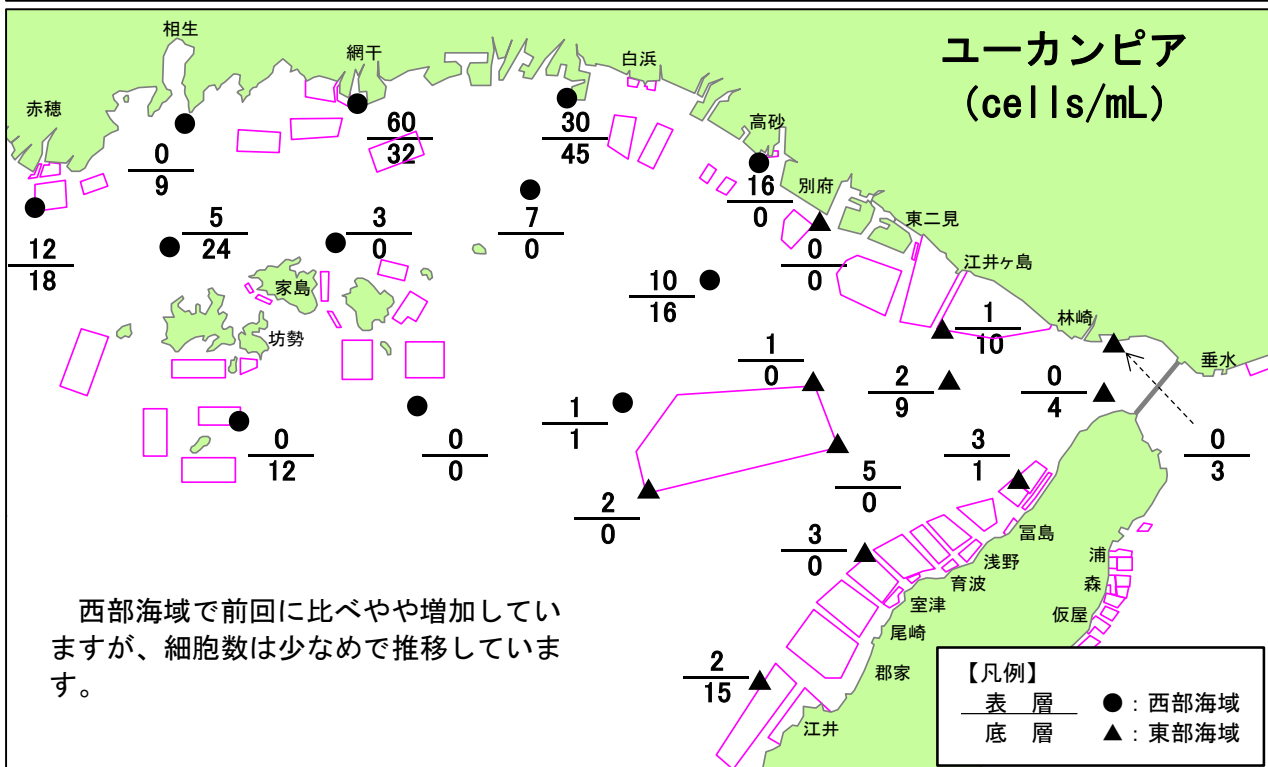 ユーカンピア
(cells/mL)
相生
網干
白浜
赤穂
高砂
別府
東二見
江井ヶ島
林崎
垂水
家島
坊勢
60
32
30
45
0
9
16
0
5
24
3
0
7
0
0
0
12
18
10
16
1
10
1
0
2
9
0
4
1
1
0
12
0
0
3
1
0
3
5
0
2
0
3
0
2
15
冨島
浅野
育波
室津
尾崎
郡家
江井
浦
森
仮屋
西部海域で前回に比べやや増加してい
ますが、細胞数は少なめで推移していま
す。
【凡例】
表 層
底 層
●：西部海域
▲：東部海域